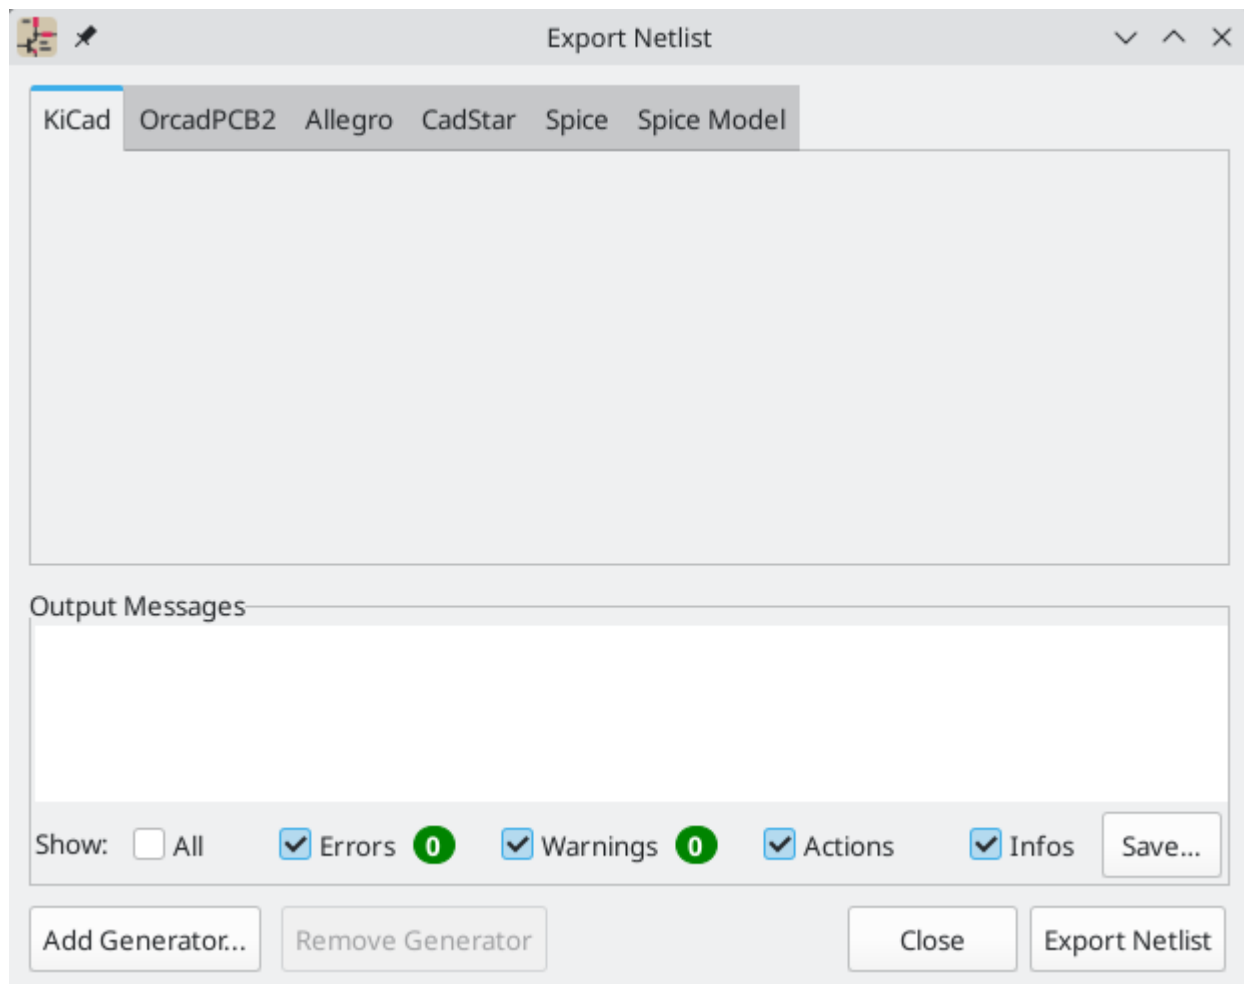 Export Netlist
KiCad OrcadPCB2 Allegro CadStar Spice Spice Model
Output Messages
Show: All Errors 0 Warnings 0 Actions Infos Save...
Add Generator... Remove Generator Close Export Netlist